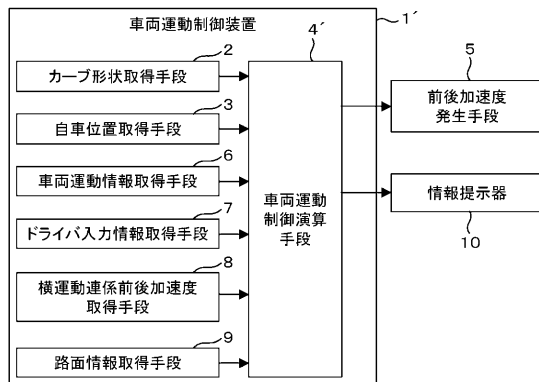 車両運動制御装置
1´
2
カーブ形状取得手段
3
自車位置取得手段
6
車両運動情報取得手段
7
ドライバ入力情報取得手段
8
横運動連係前後加速度
取得手段
9
路面情報取得手段
4´
車両運動
制御演算
手段
5
前後加速度
発生手段
情報提示器
10